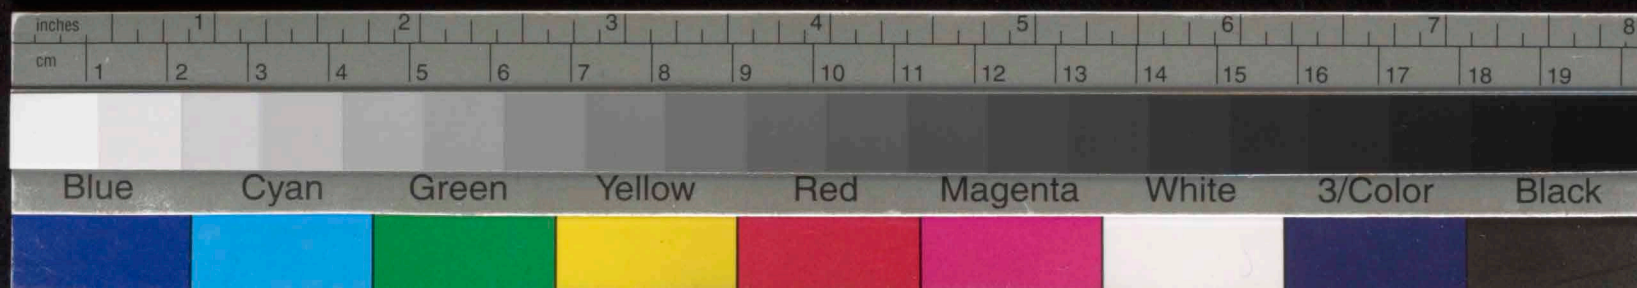 inches 1 2 3 4 5 6 7 8
cm 1 2 3 4 5 6 7 8 9 10 11 12 13 14 15 16 17 18 19
Blue Cyan Green Yellow Red Magenta White 3/Color Black